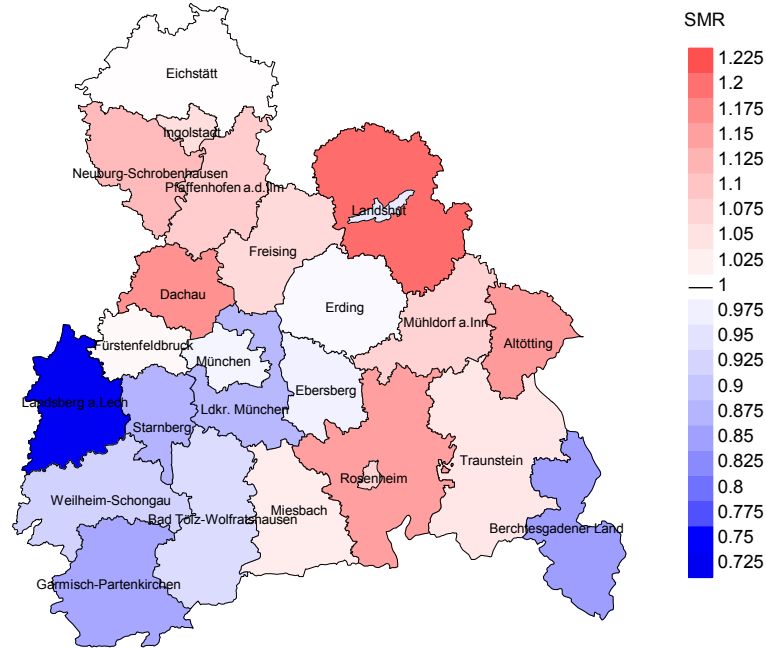 SMR
Eichstätt
Ingolstadt
Neuburg-Schrobenhausen
Pfaffenhofen a.d.Ilm
Landshut
Freising
Dachau
Erding
Mühldorf a.Inn
Altötting
Fürstenfeldbruck
München
Ebersberg
Landsberg a.Lech
Ldkr. München
Starnberg
Traunstein
Rosenheim
Weilheim-Schongau
Miesbach
Bad Tölz-Wolfratshausen
Berchtesgadener Land
Garmisch-Partenkirchen
1.225
1.2
1.175
1.15
1.125
1.1
1.075
1.05
1.025
1
0.975
0.95
0.925
0.9
0.875
0.85
0.825
0.8
0.775
0.75
0.725